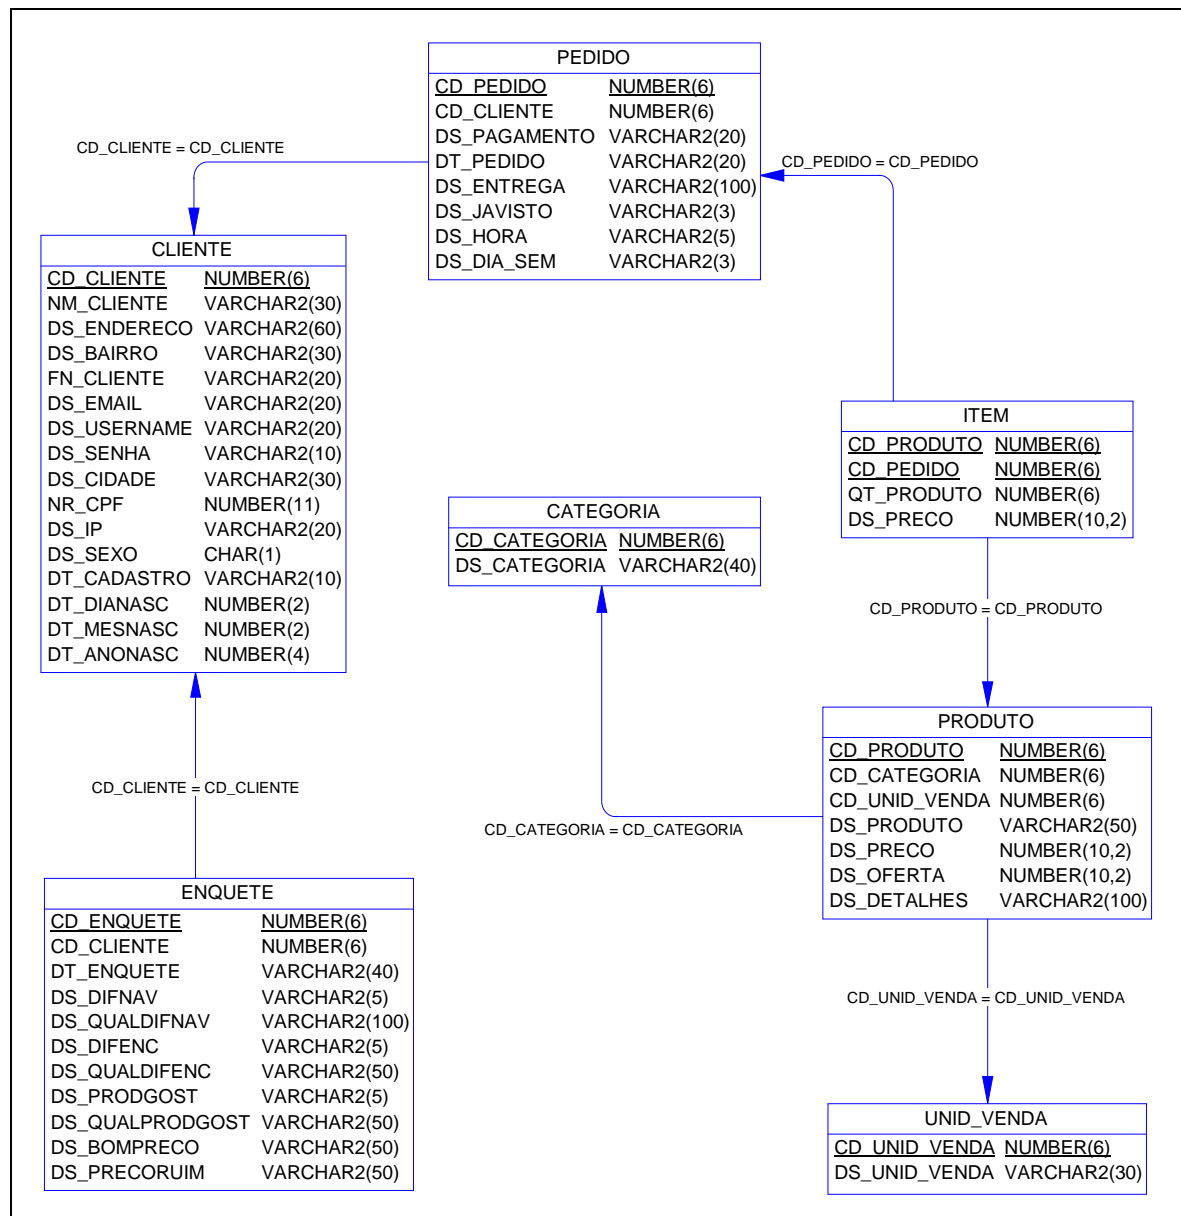 PEDIDO
CD_PEDIDO NUMBER(6)
CD_CLIENTE NUMBER(6)
DS_PAGAMENTO VARCHAR2(20)
DT_PEDIDO VARCHAR2(20)
DS_ENTREGA VARCHAR2(100)
DS_JAVISTO VARCHAR2(3)
DS_HORA VARCHAR2(5)
DS_DIA_SEM VARCHAR2(3)
CD_CLIENTE = CD_CLIENTE
CD_PEDIDO = CD_PEDIDO
CLIENTE
CD_CLIENTE NUMBER(6)
NM_CLIENTE VARCHAR2(30)
DS_ENDERECO VARCHAR2(60)
DS_BAIRRO VARCHAR2(30)
FN_CLIENTE VARCHAR2(20)
DS_EMAIL VARCHAR2(20)
DS_USERNAME VARCHAR2(20)
DS_SENHA VARCHAR2(10)
DS_CIDADE VARCHAR2(30)
NR_CPF NUMBER(11)
DS_IP VARCHAR2(20)
DS_SEXO CHAR(1)
DT_CADASTRO VARCHAR2(10)
DT_DIANASC NUMBER(2)
DT_MESNASC NUMBER(2)
DT_ANONASC NUMBER(4)
ITEM
CD_PRODUTO NUMBER(6)
CD_PEDIDO NUMBER(6)
QT_PRODUTO NUMBER(6)
DS_PRECO NUMBER(10,2)
CATEGORIA
CD_CATEGORIA NUMBER(6)
DS_CATEGORIA VARCHAR2(40)
CD_PRODUTO = CD_PRODUTO
PRODUTO
CD_PRODUTO NUMBER(6)
CD_CATEGORIA NUMBER(6)
CD_UNID_VENDA NUMBER(6)
DS_PRODUTO VARCHAR2(50)
DS_PRECO NUMBER(10,2)
DS_OFERTA NUMBER(10,2)
DS_DETALHES VARCHAR2(100)
CD_CLIENTE = CD_CLIENTE
CD_CATEGORIA = CD_CATEGORIA
ENQUETE
CD_ENQUETE NUMBER(6)
CD_CLIENTE NUMBER(6)
DT_ENQUETE VARCHAR2(40)
DS_DIFNAV VARCHAR2(5)
DS_QUALDIFNAV VARCHAR2(100)
DS_DIFENC VARCHAR2(5)
DS_QUALDIFENC VARCHAR2(50)
DS_PRODGOST VARCHAR2(5)
DS_QUALPRODGOST VARCHAR2(50)
DS_BOMPRECO VARCHAR2(50)
DS_PRECORUIM VARCHAR2(50)
CD_UNID_VENDA = CD_UNID_VENDA
UNID_VENDA
CD_UNID_VENDA NUMBER(6)
DS_UNID_VENDA VARCHAR2(30)